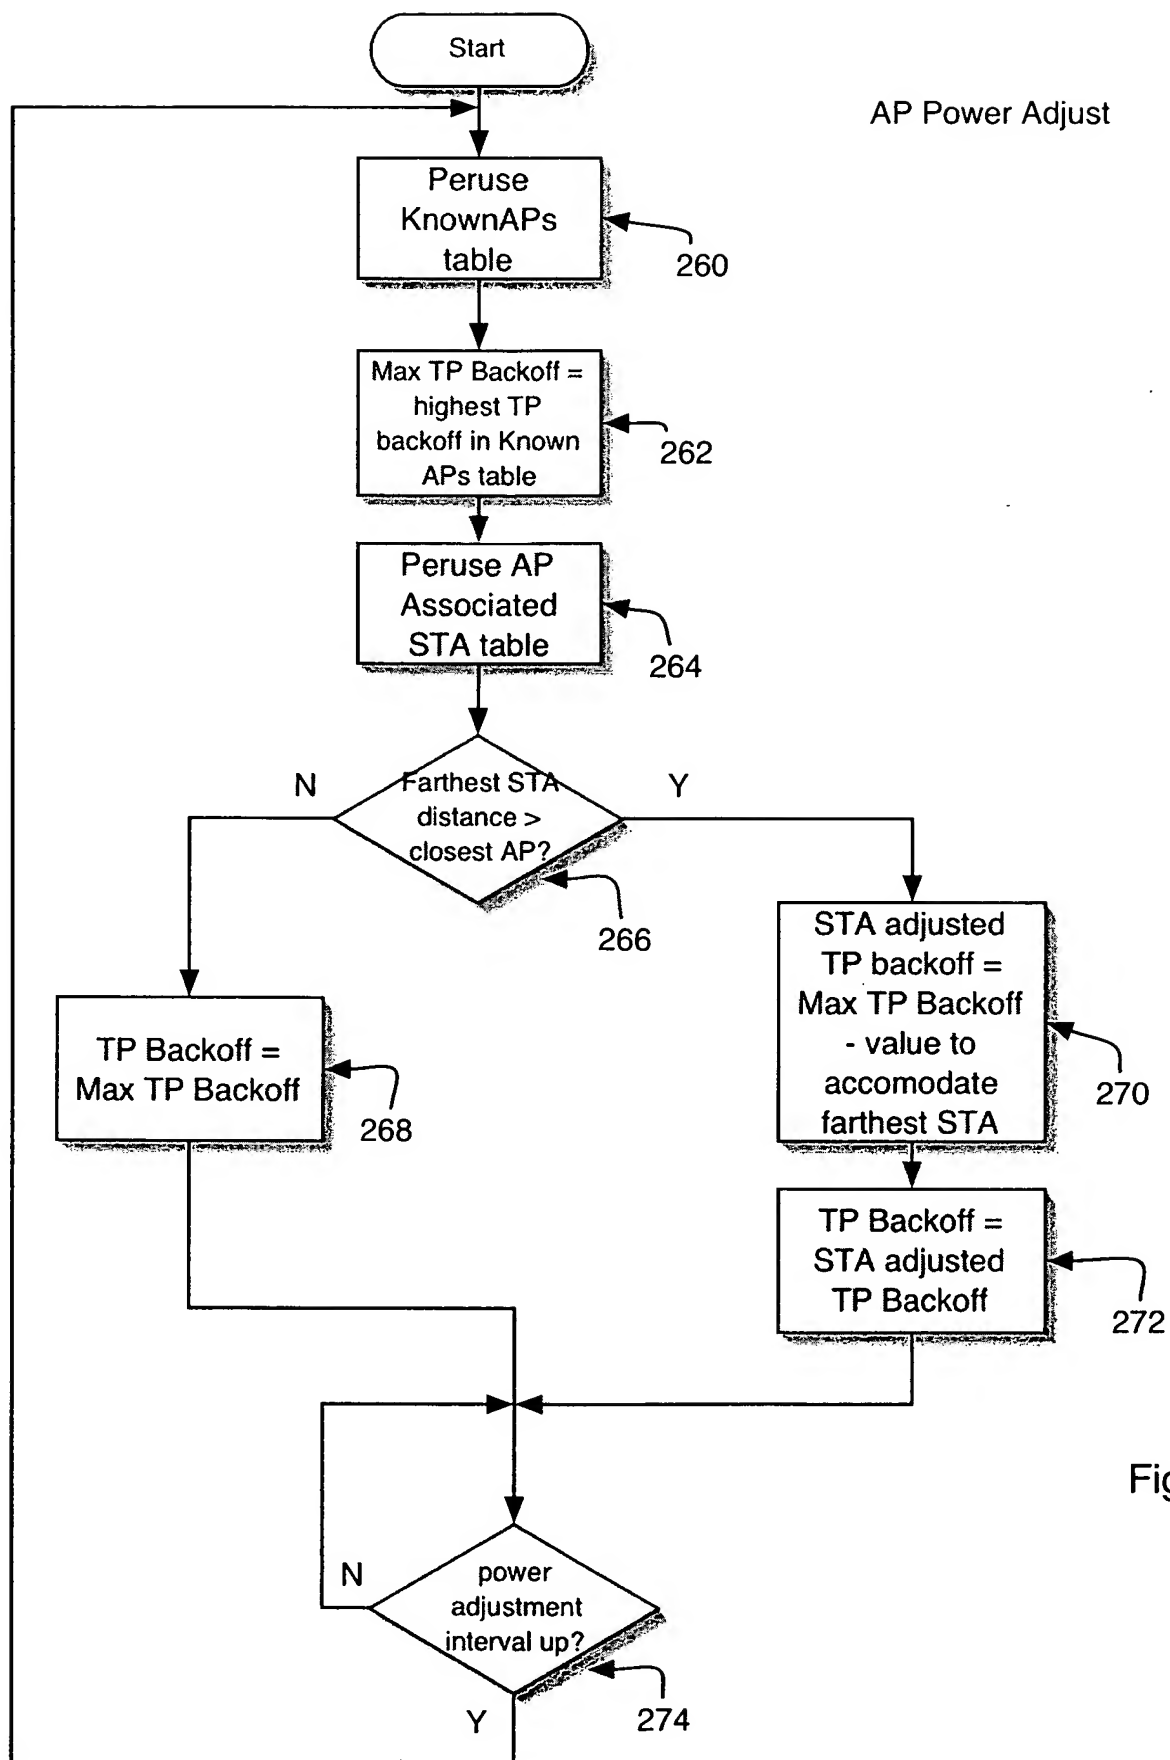 Start
AP Power Adjust
Peruse
KnownAPs
table
260
Max TP Backoff =
highest TP
backoff in Known
APs table
262
Peruse AP
Associated
STA table
264
N
Farthest STA
distance >
closest AP?
Y
266
STA adjusted
TP backoff =
Max TP Backoff
- value to
accomodate
farthest STA
270
TP Backoff =
Max TP Backoff
268
TP Backoff =
STA adjusted
TP Backoff
272
N
power
adjustment
interval up?
274
Y